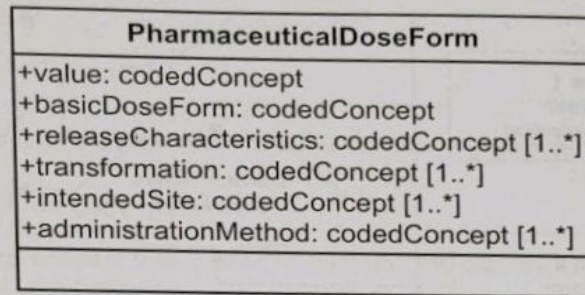 PharmaceuticalDoseForm
+value: codedConcept
+basicDoseForm: codedConcept
+releaseCharacteristics: codedConcept [1..*]
+transformation: codedConcept [1..*]
+intendedSite: codedConcept [1..*]
+administrationMethod: codedConcept [1..*]